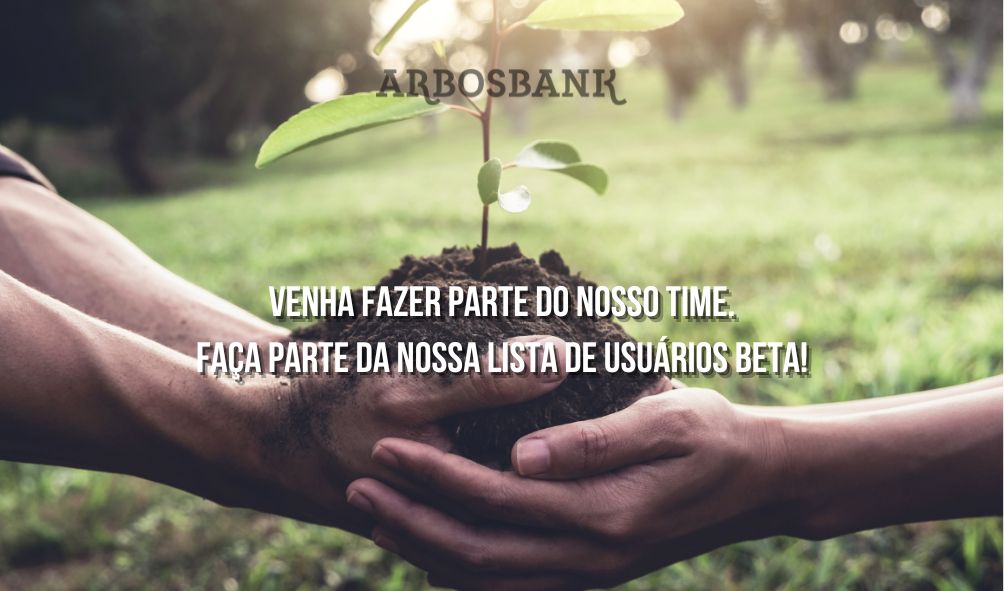 ARBOSBANK
VENHA FAZER PARTE DO NOSSO TIME.
FAÇA PARTE DA NOSSA LISTA DE USUÁRIOS BETA!